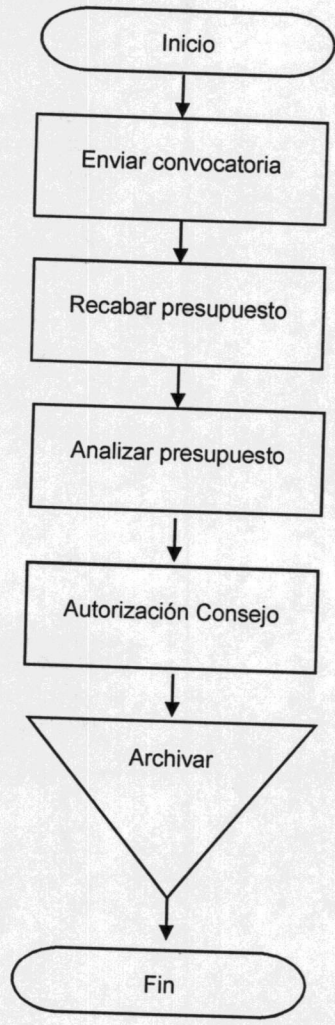 Inicio
Enviar convocatoria
Recabar presupuesto
Analizar presupuesto
Autorización Consejo
Archivar
Fin